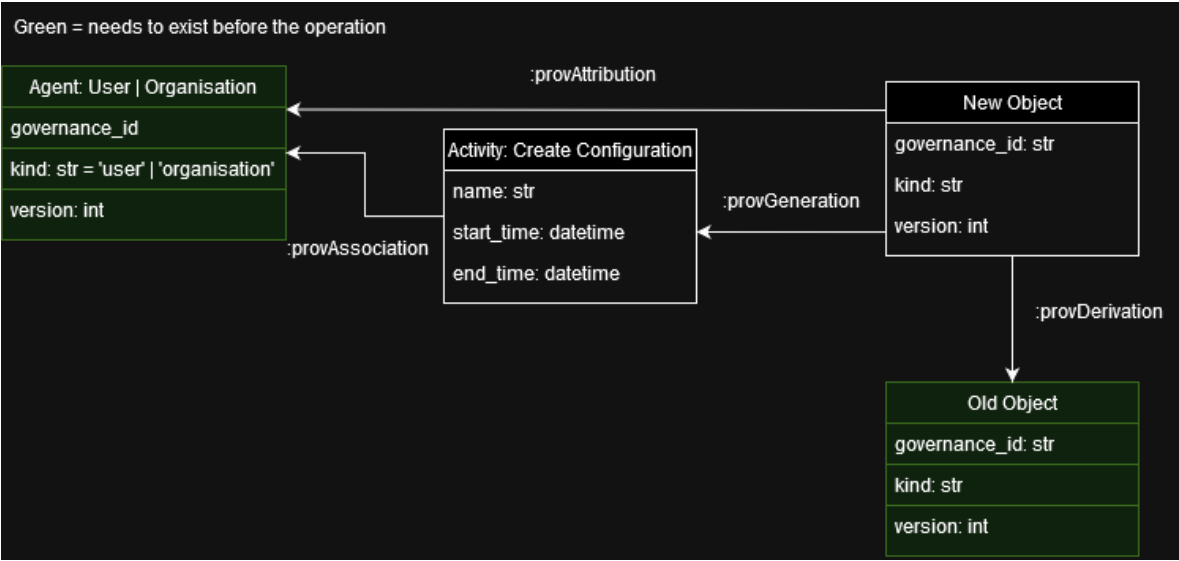 Green = needs to exist before the operation
Agent: User | Organisation
governance_id
kind: str = 'user' | 'organisation'
version: int
:provAttribution
:provAssociation
Activity: Create Configuration
name: str
start_time: datetime
end_time: datetime
:provGeneration
New Object
governance_id: str
kind: str
version: int
:provDerivation
Old Object
governance_id: str
kind: str
version: int